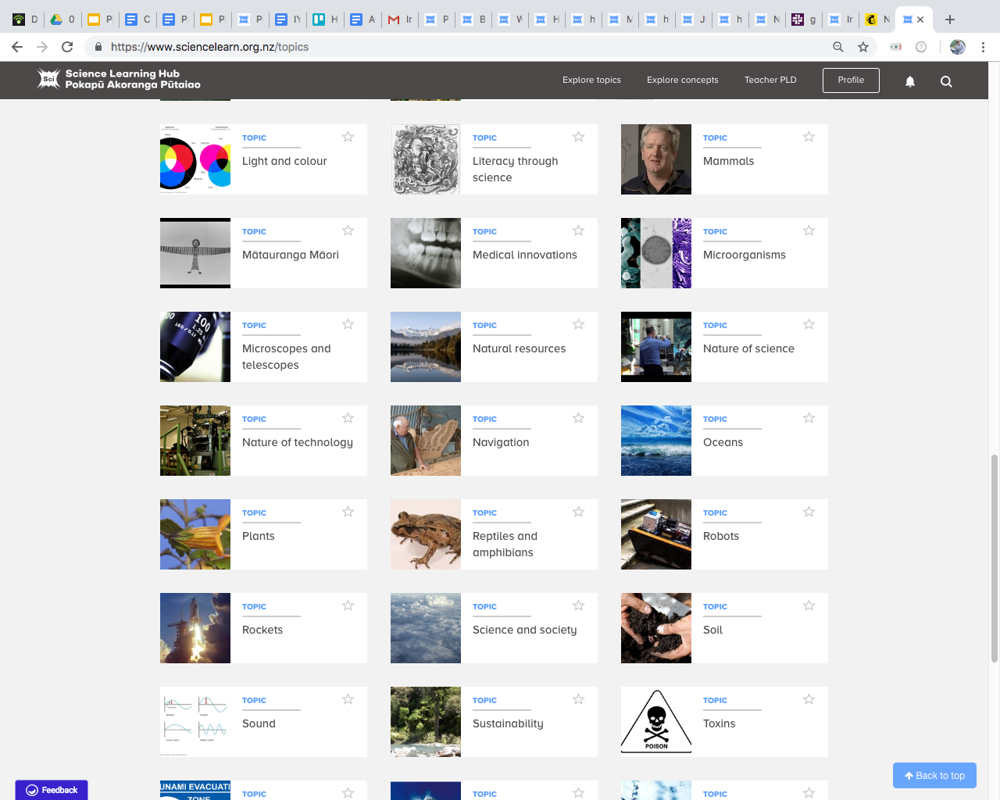 D
0
P
C
P
P
P
IY
H
A
Ir
P
B
W
H
h
M
h
J
h
N
g
Ir
N
https://www.sciencelearn.org.nz/topics
Sci
Science Learning Hub
Pokapū Akoranga Pūtaiao
Explore topics
Explore concepts
Teacher PLD
Profile
TOPIC
Light and colour
TOPIC
Literacy through
science
TOPIC
Mammals
TOPIC
Mātauranga Māori
TOPIC
Medical innovations
TOPIC
Microorganisms
100
TOPIC
Microscopes and
telescopes
TOPIC
Natural resources
TOPIC
Nature of science
TOPIC
Nature of technology
TOPIC
Navigation
TOPIC
Oceans
TOPIC
Plants
TOPIC
Reptiles and
amphibians
TOPIC
Robots
TOPIC
Rockets
TOPIC
Science and society
TOPIC
Soil
TOPIC
Sound
TOPIC
Sustainability
POISON
TOPIC
Toxins
TOPIC
UNAMI EVACUATI
ZONE
TOPIC
TOPIC
Back to top
Feedback